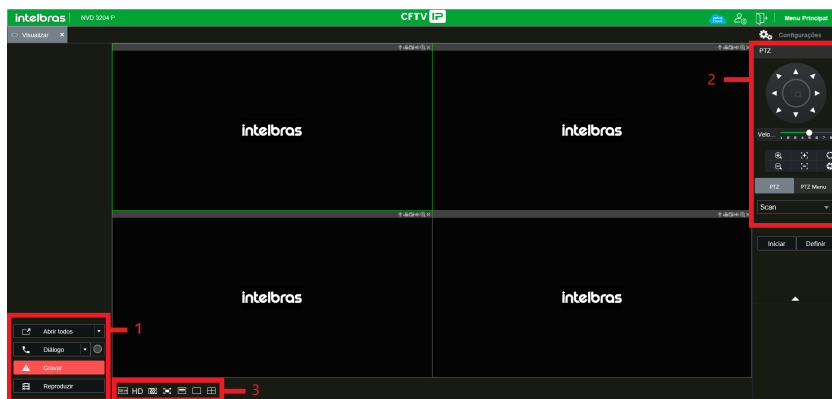 intelbras NVD 3204 P CFTV IP Menu Principal
Visualizar × Configurações
PTZ
2
intelbras intelbras
Velo...
PTZ PTZ Menu
Scan
Iniciar Definir
intelbras intelbras
Abrir todos 1
Diálogo
Gravar
Reproduzir
HD 3